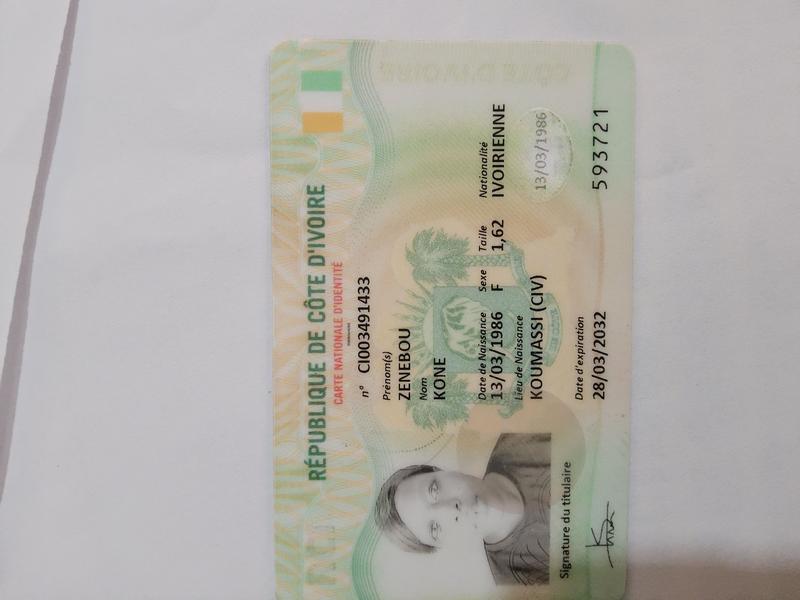 CÔTE D'IVOIRE
RÉPUBLIQUE DE CÔTE D'IVOIRE
CARTE NATIONALE D'IDENTITÉ
n° CI003491433
Prénom(s)
ZENEBOU
Nom
KONE
Date de Naissance Sexe Taille Nationalité
13/03/1986 F 1,62 IVOIRIENNE
Lieu de Naissance
KOUMASSI (CIV)
13/03/1986
Date d'expiration
28/03/2032
593721
Signature du titulaire